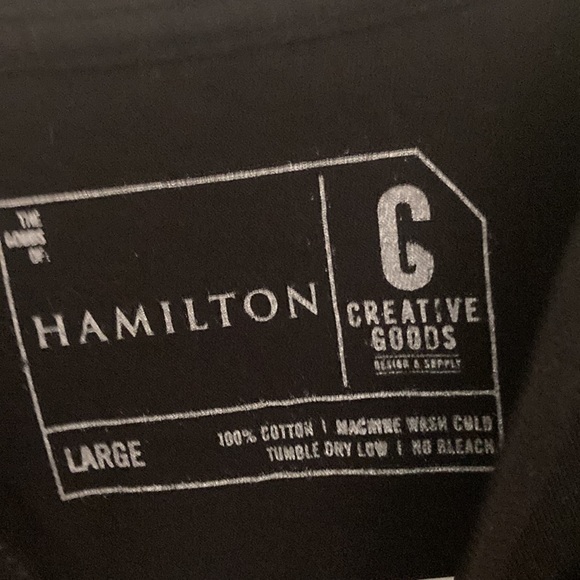 THE
GOODS
OF:
HAMILTON
G
CREATIVE
GOODS
DESIGN & SUPPLY
LARGE
100% COTTON | MACHINE WASH COLD
TUMBLE DRY LOW | NO BLEACH